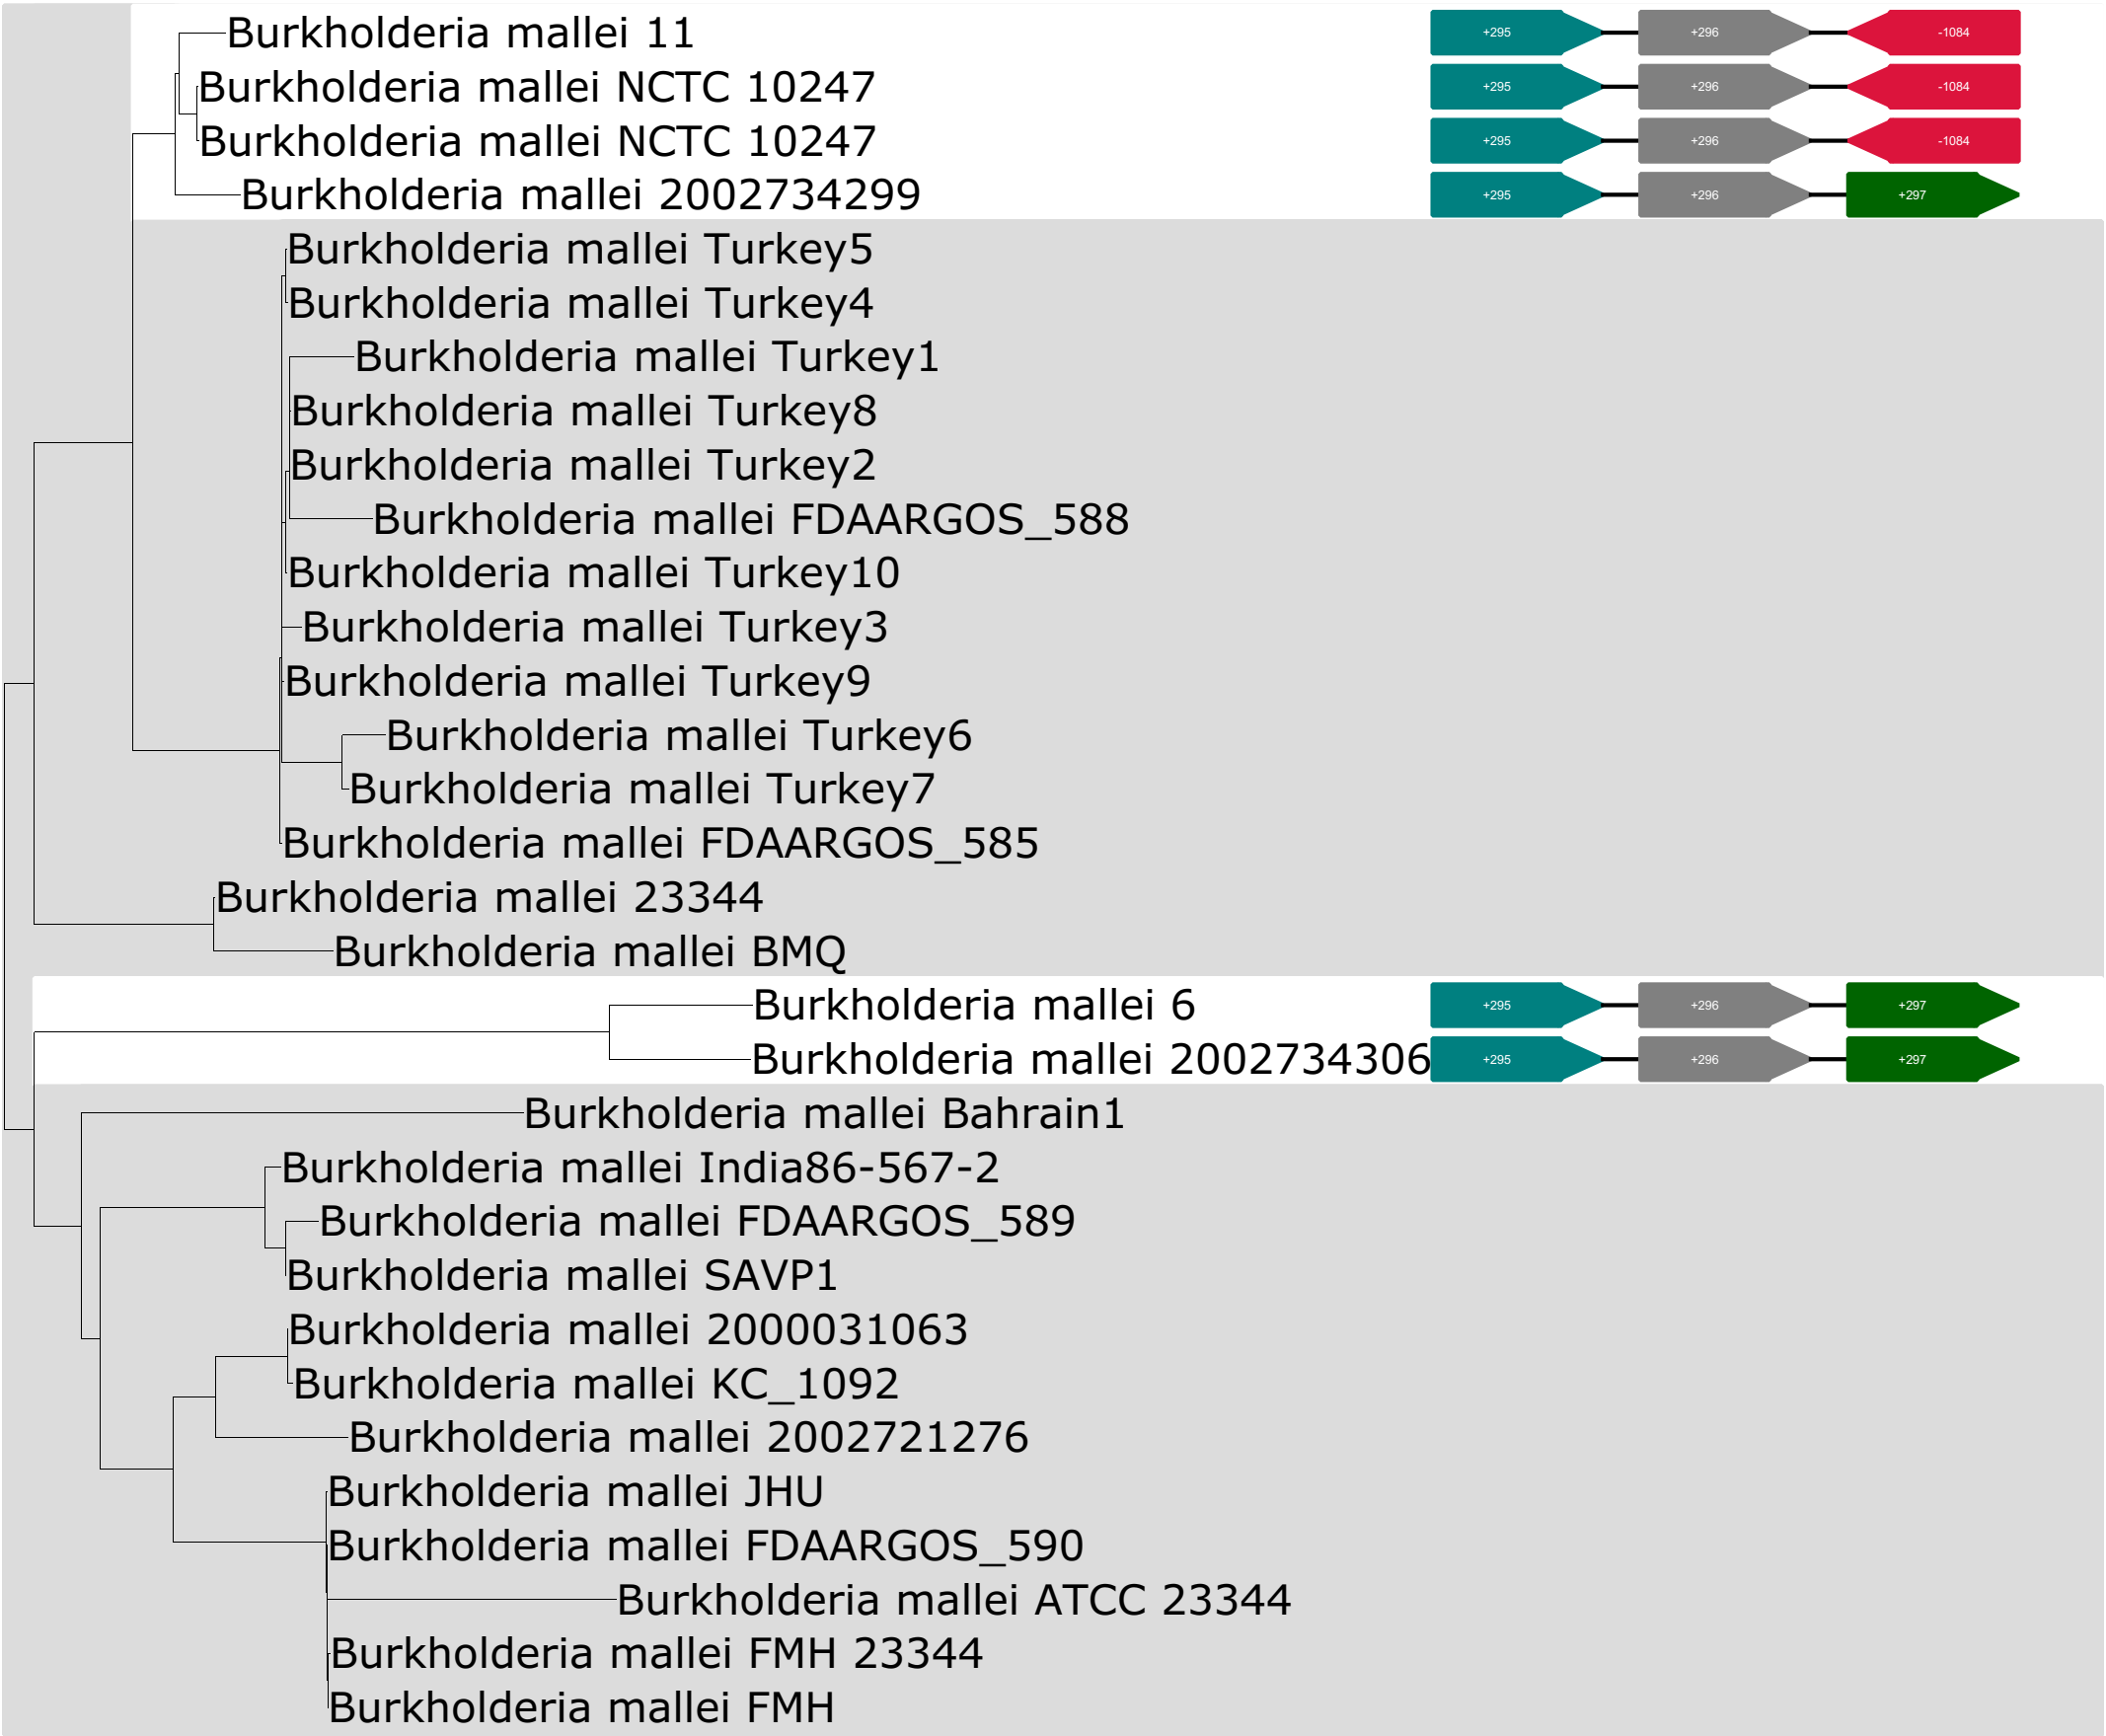 Burkholderia mallei 11 +295 +296 -1084
Burkholderia mallei NCTC 10247 +295 +296 -1084
Burkholderia mallei NCTC 10247 +295 +296 -1084
Burkholderia mallei 2002734299 +295 +296 +297
Burkholderia mallei Turkey5
Burkholderia mallei Turkey4
Burkholderia mallei Turkey1
Burkholderia mallei Turkey8
Burkholderia mallei Turkey2
Burkholderia mallei FDAARGOS_588
Burkholderia mallei Turkey10
Burkholderia mallei Turkey3
Burkholderia mallei Turkey9
Burkholderia mallei Turkey6
Burkholderia mallei Turkey7
Burkholderia mallei FDAARGOS_585
Burkholderia mallei 23344
Burkholderia mallei BMQ
Burkholderia mallei 6 +295 +296 +297
Burkholderia mallei 2002734306 +295 +296 +297
Burkholderia mallei Bahrain1
Burkholderia mallei India86-567-2
Burkholderia mallei FDAARGOS_589
Burkholderia mallei SAVP1
Burkholderia mallei 2000031063
Burkholderia mallei KC_1092
Burkholderia mallei 2002721276
Burkholderia mallei JHU
Burkholderia mallei FDAARGOS_590
Burkholderia mallei ATCC 23344
Burkholderia mallei FMH 23344
Burkholderia mallei FMH